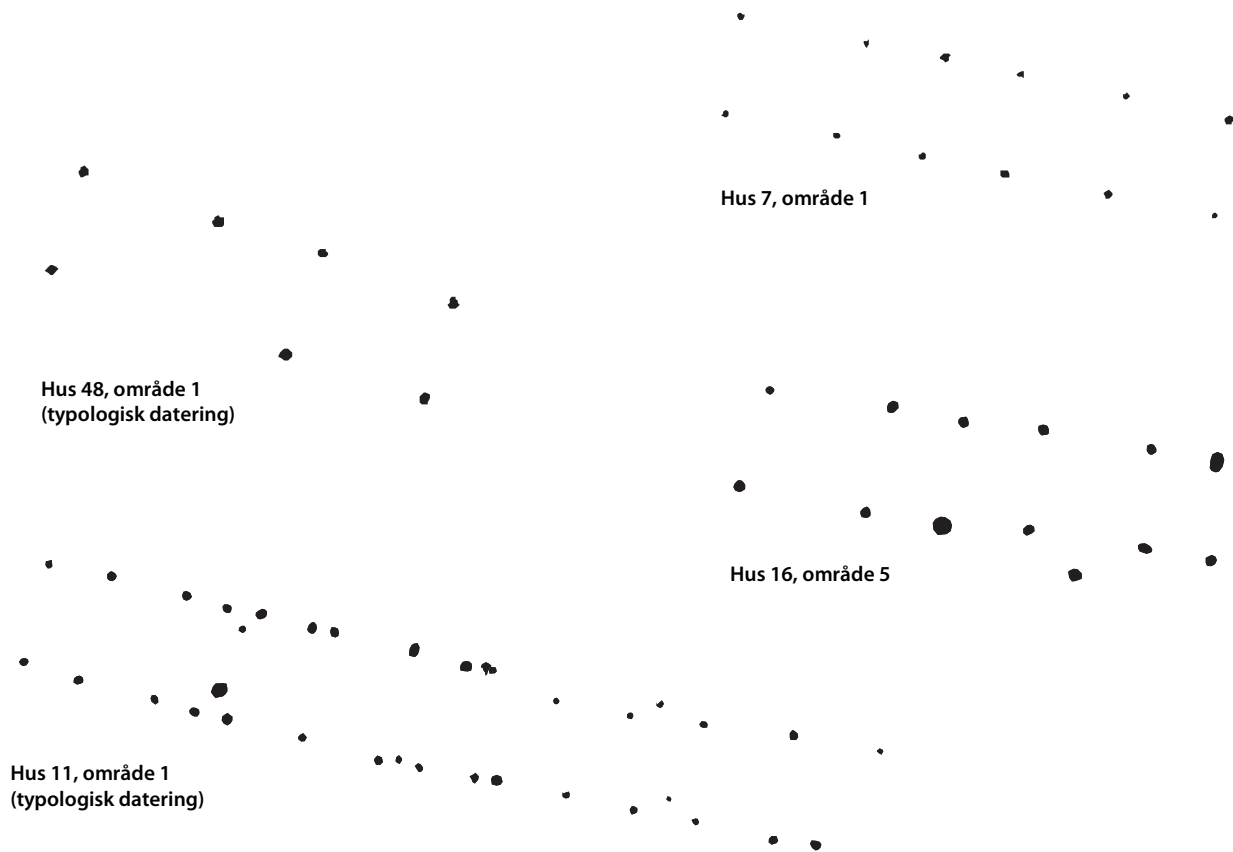 Hus 7, område 1
Hus 48, område 1
(typologisk datering)
Hus 16, område 5
Hus 11, område 1
(typologisk datering)